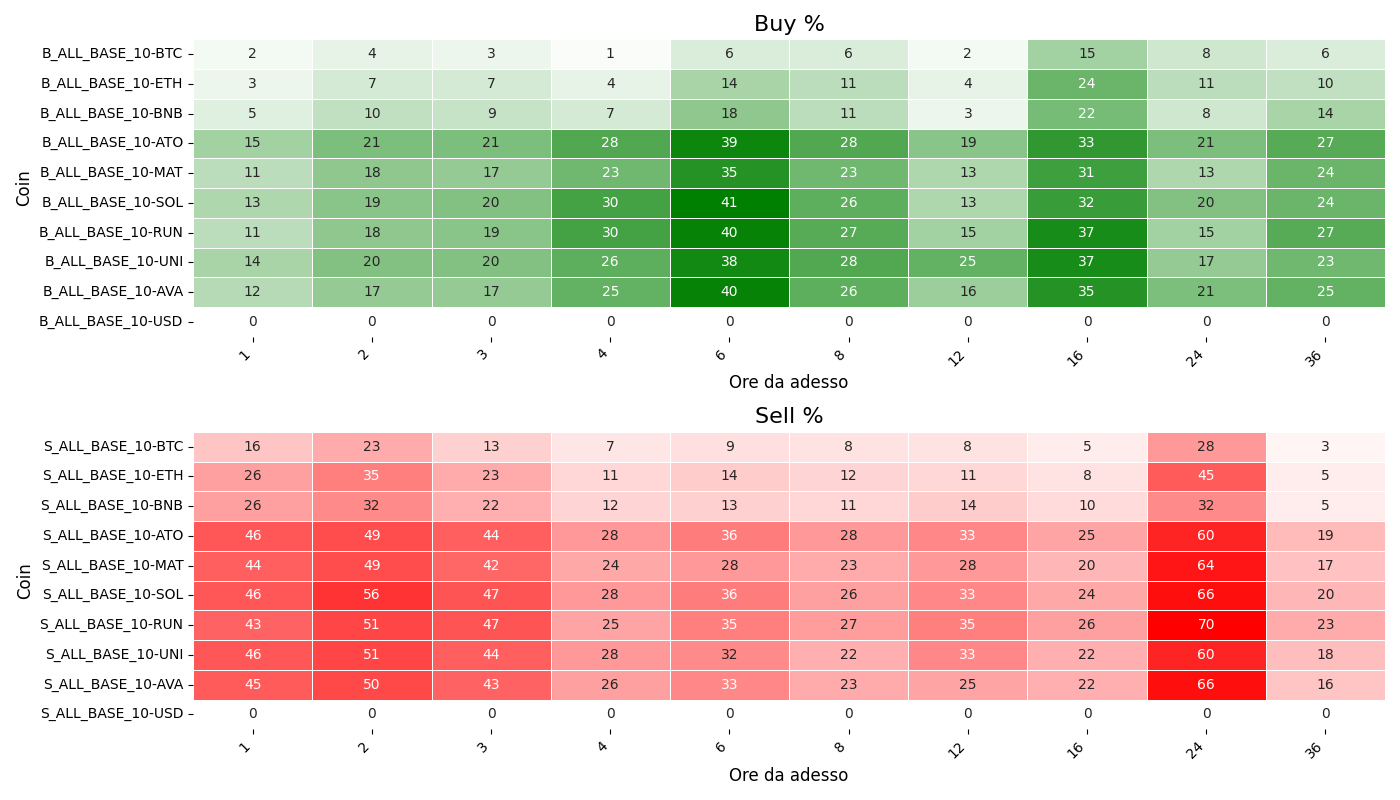 Buy %
Coin
B_ALL_BASE_10-BTC 2 4 3 1 6 6 2 15 8 6
B_ALL_BASE_10-ETH 3 7 7 4 14 11 4 24 11 10
B_ALL_BASE_10-BNB 5 10 9 7 18 11 3 22 8 14
B_ALL_BASE_10-ATO 15 21 21 28 39 28 19 33 21 27
B_ALL_BASE_10-MAT 11 18 17 23 35 23 13 31 13 24
B_ALL_BASE_10-SOL 13 19 20 30 41 26 13 32 20 24
B_ALL_BASE_10-RUN 11 18 19 30 40 27 15 37 15 27
B_ALL_BASE_10-UNI 14 20 20 26 38 28 25 37 17 23
B_ALL_BASE_10-AVA 12 17 17 25 40 26 16 35 21 25
B_ALL_BASE_10-USD 0 0 0 0 0 0 0 0 0 0
1 2 3 4 6 8 12 16 24 36
Ore da adesso
Sell %
Coin
S_ALL_BASE_10-BTC 16 23 13 7 9 8 8 5 28 3
S_ALL_BASE_10-ETH 26 35 23 11 14 12 11 8 45 5
S_ALL_BASE_10-BNB 26 32 22 12 13 11 14 10 32 5
S_ALL_BASE_10-ATO 46 49 44 28 36 28 33 25 60 19
S_ALL_BASE_10-MAT 44 49 42 24 28 23 28 20 64 17
S_ALL_BASE_10-SOL 46 56 47 28 36 26 33 24 66 20
S_ALL_BASE_10-RUN 43 51 47 25 35 27 35 26 70 23
S_ALL_BASE_10-UNI 46 51 44 28 32 22 33 22 60 18
S_ALL_BASE_10-AVA 45 50 43 26 33 23 25 22 66 16
S_ALL_BASE_10-USD 0 0 0 0 0 0 0 0 0 0
1 2 3 4 6 8 12 16 24 36
Ore da adesso